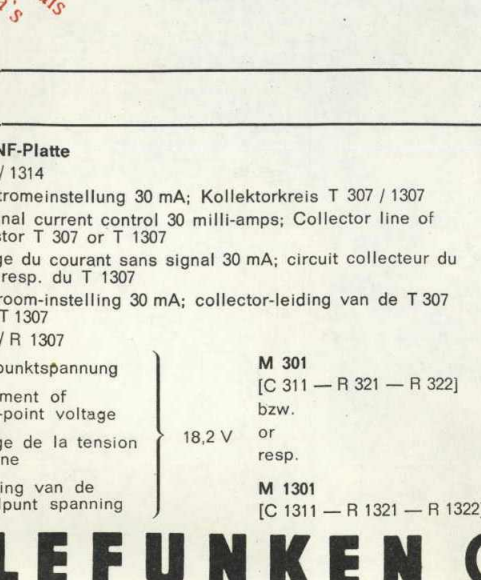 NF-Platte
/ 1314
tromeinstellung 30 mA; Kollektorkreis T 307 / 1307
nal current control 30 milli-amps; Collector line of
stor T 307 or T 1307
ge du courant sans signal 30 mA; circuit collecteur du
resp. du T 1307
room-instelling 30 mA; collector-leiding van de T 307
T 1307
/ R 1307
punktspannung
ment of
-point voltage
ge de la tension
ne
ing van de
lpunt spanning
18,2 V
M 301
[C 311 — R 321 — R 322]
bzw.
or
resp.
M 1301
[C 1311 — R 1321 — R 1322]
LEFUNKEN